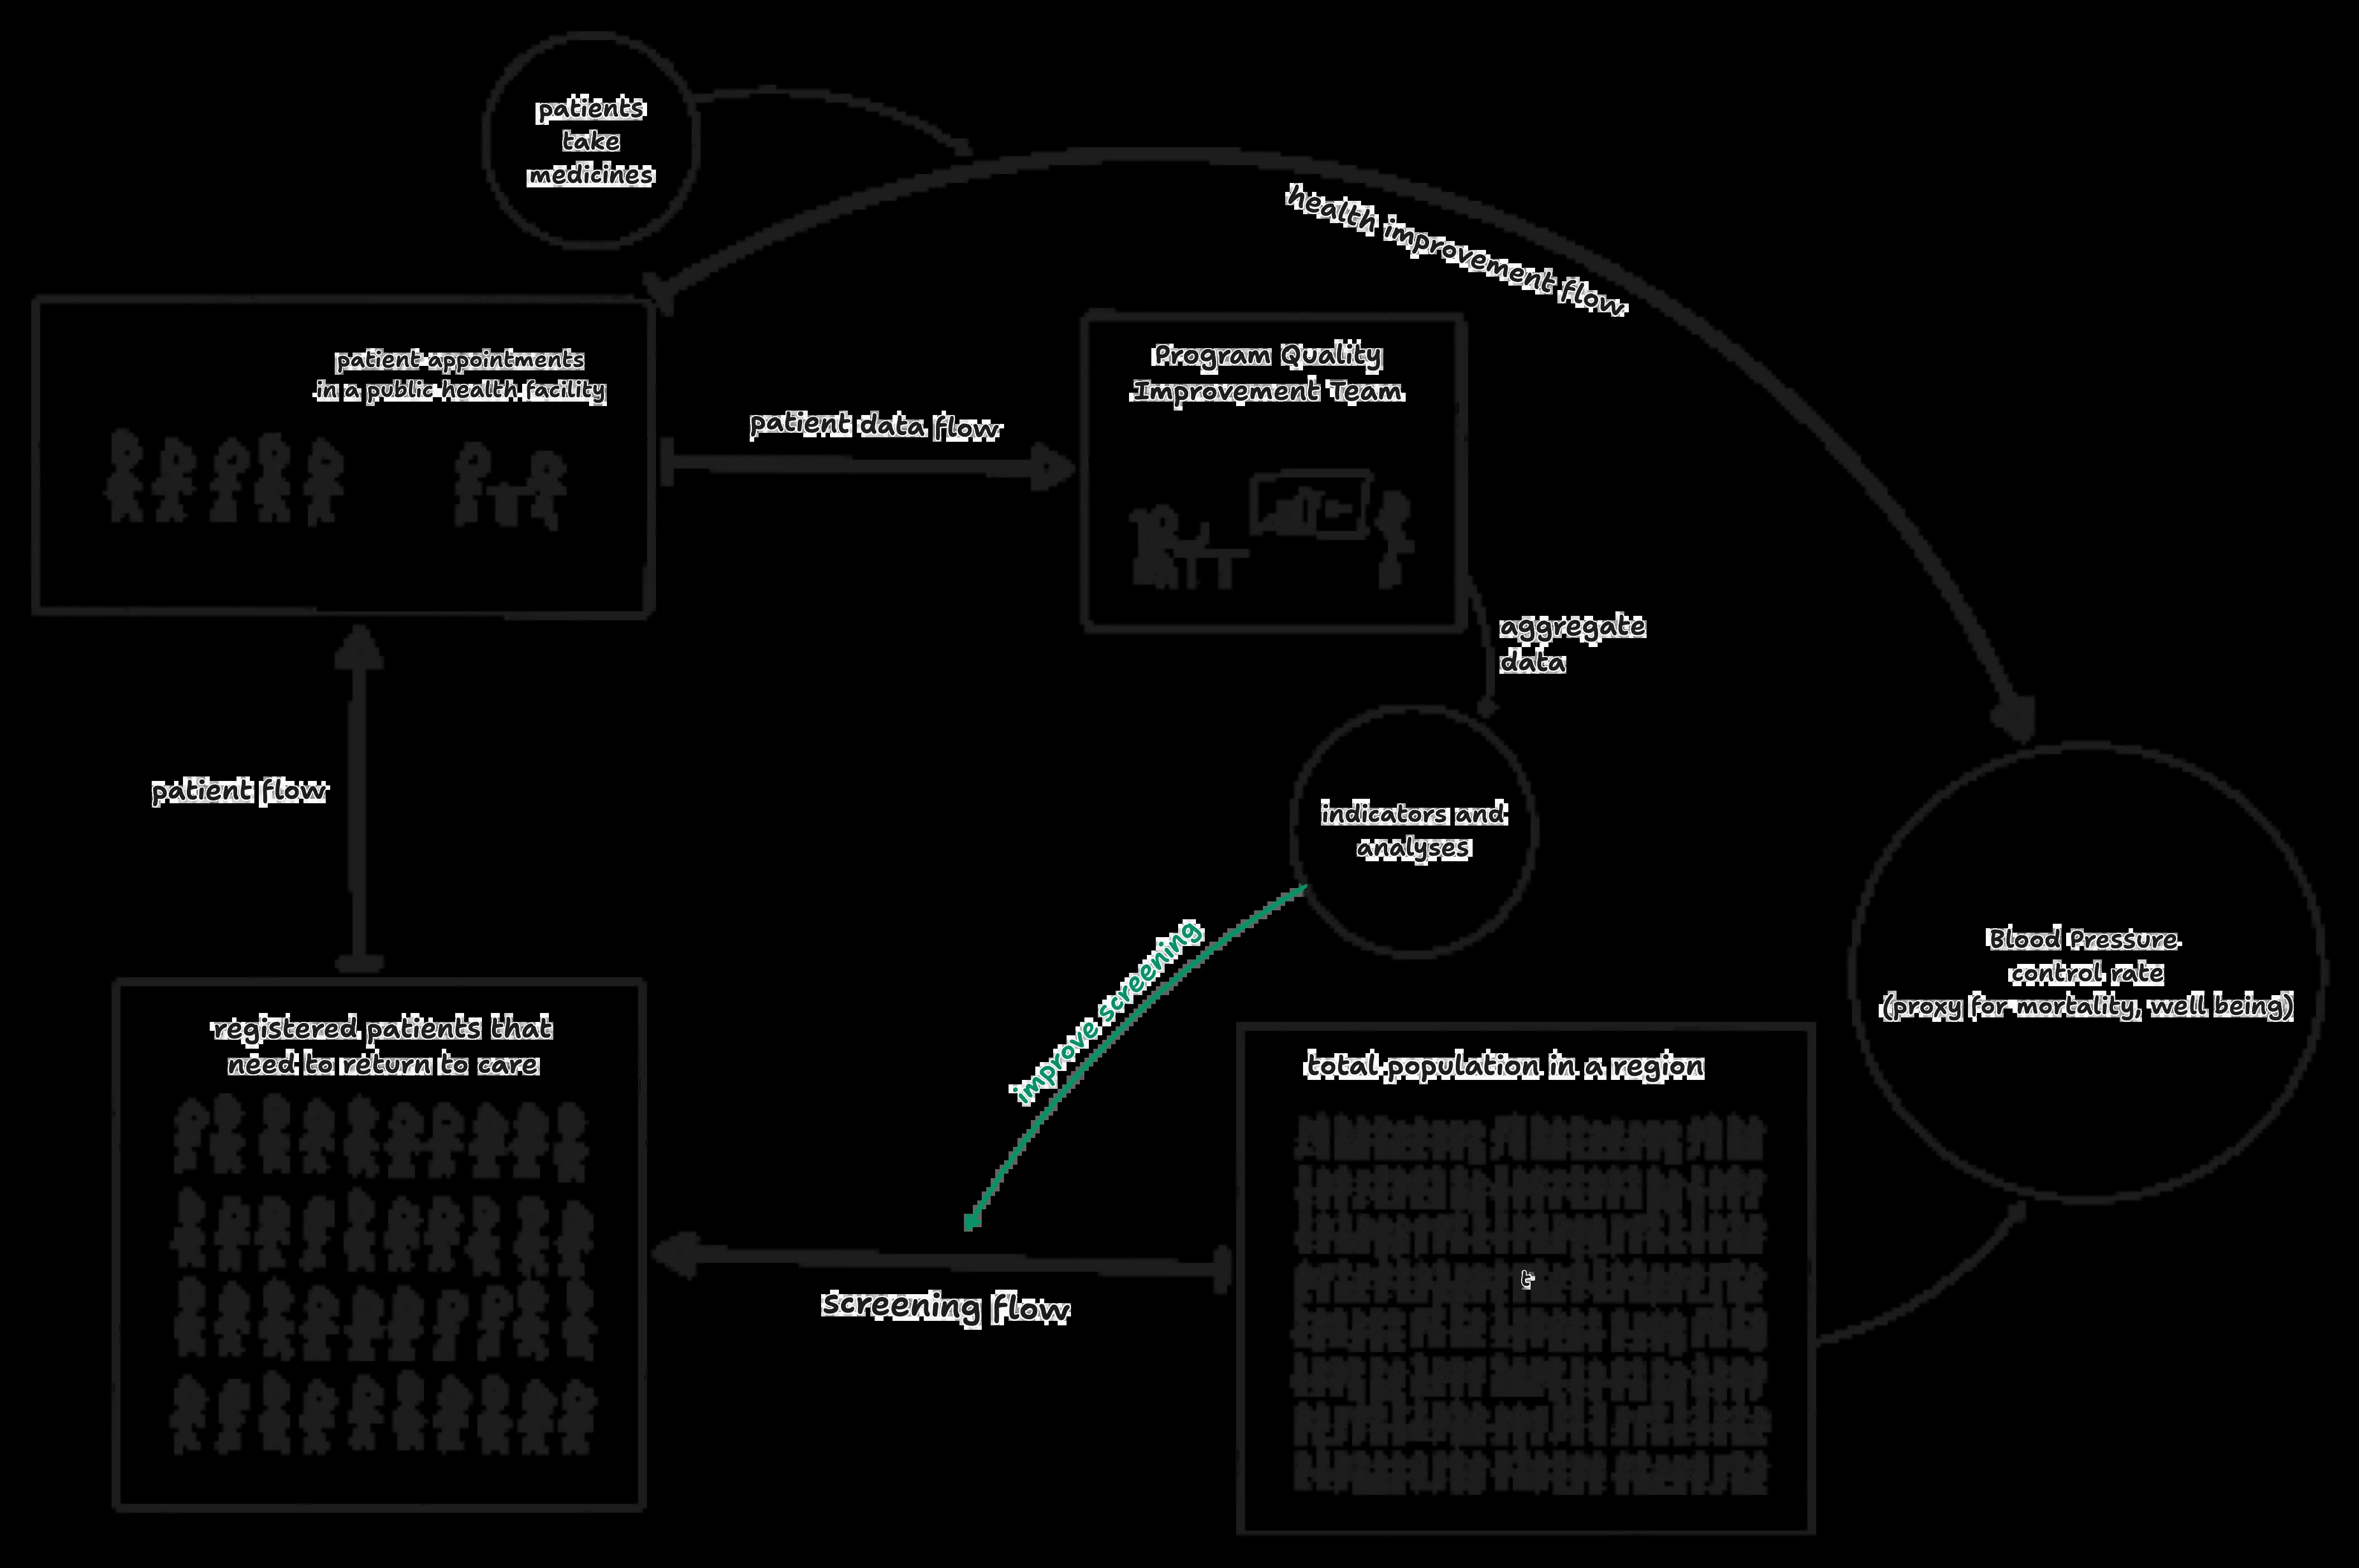 patients
take
medicines
health improvement flow
patient appointments
in a public health facility
Program Quality
Improvement Team
patient data flow
aggregate
data
patient flow
indicators and
analyses
improve screening
Blood Pressure
control rate
(proxy for mortality, well being)
registered patients that
need to return to care
total population in a region
screening flow